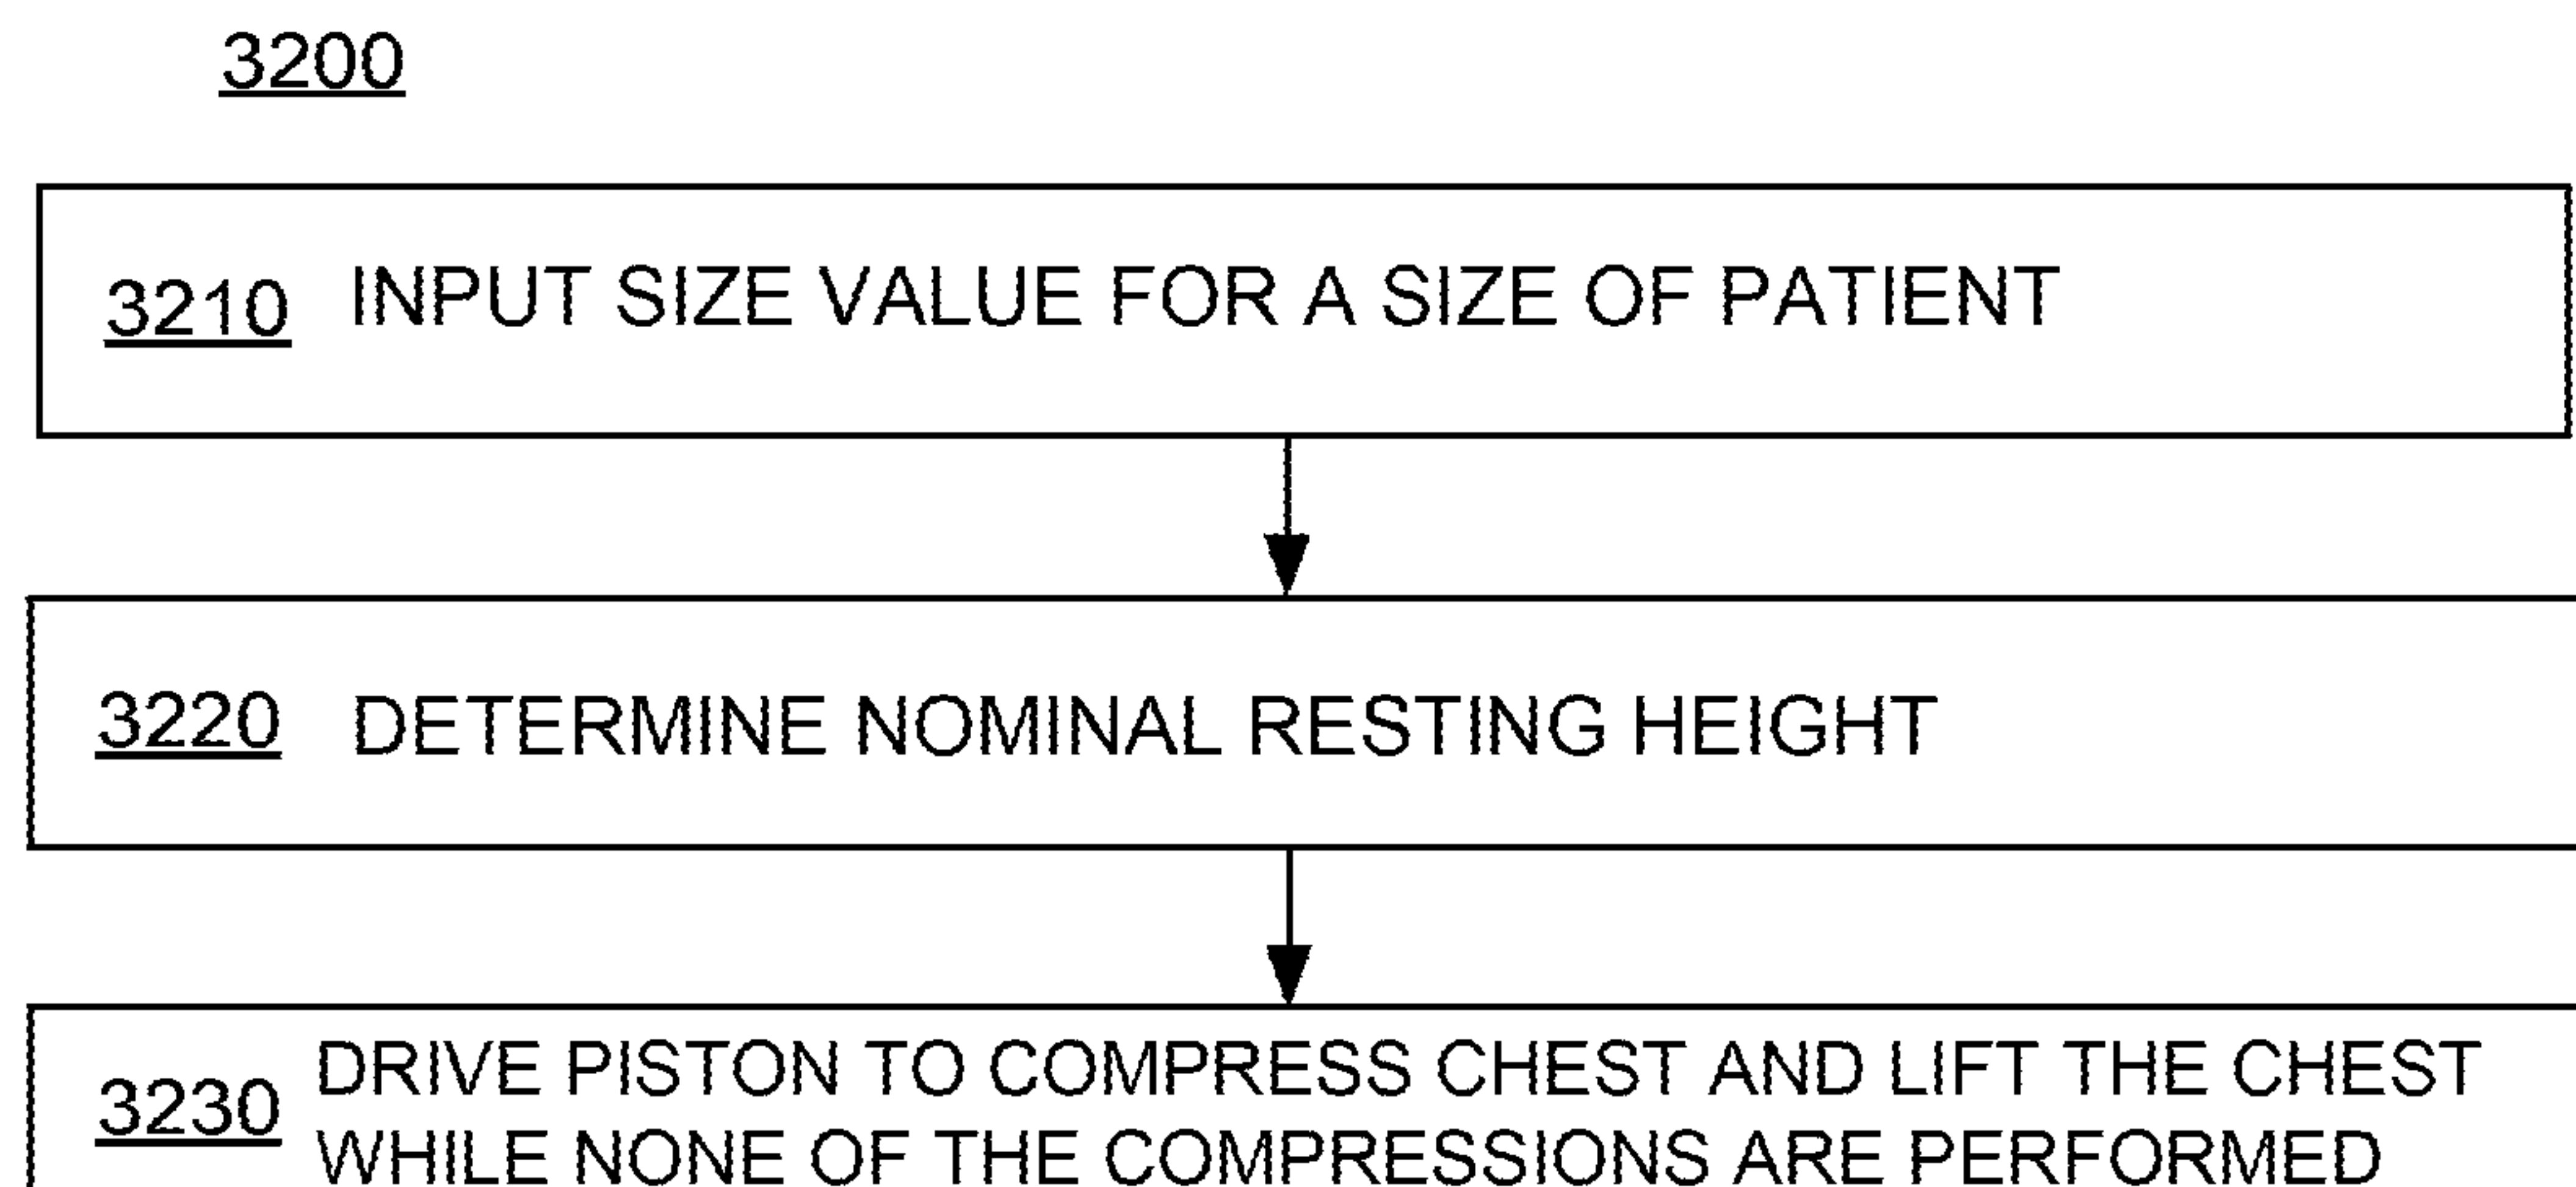 3200
3210 INPUT SIZE VALUE FOR A SIZE OF PATIENT
3220 DETERMINE NOMINAL RESTING HEIGHT
3230 DRIVE PISTON TO COMPRESS CHEST AND LIFT THE CHEST
WHILE NONE OF THE COMPRESSIONS ARE PERFORMED